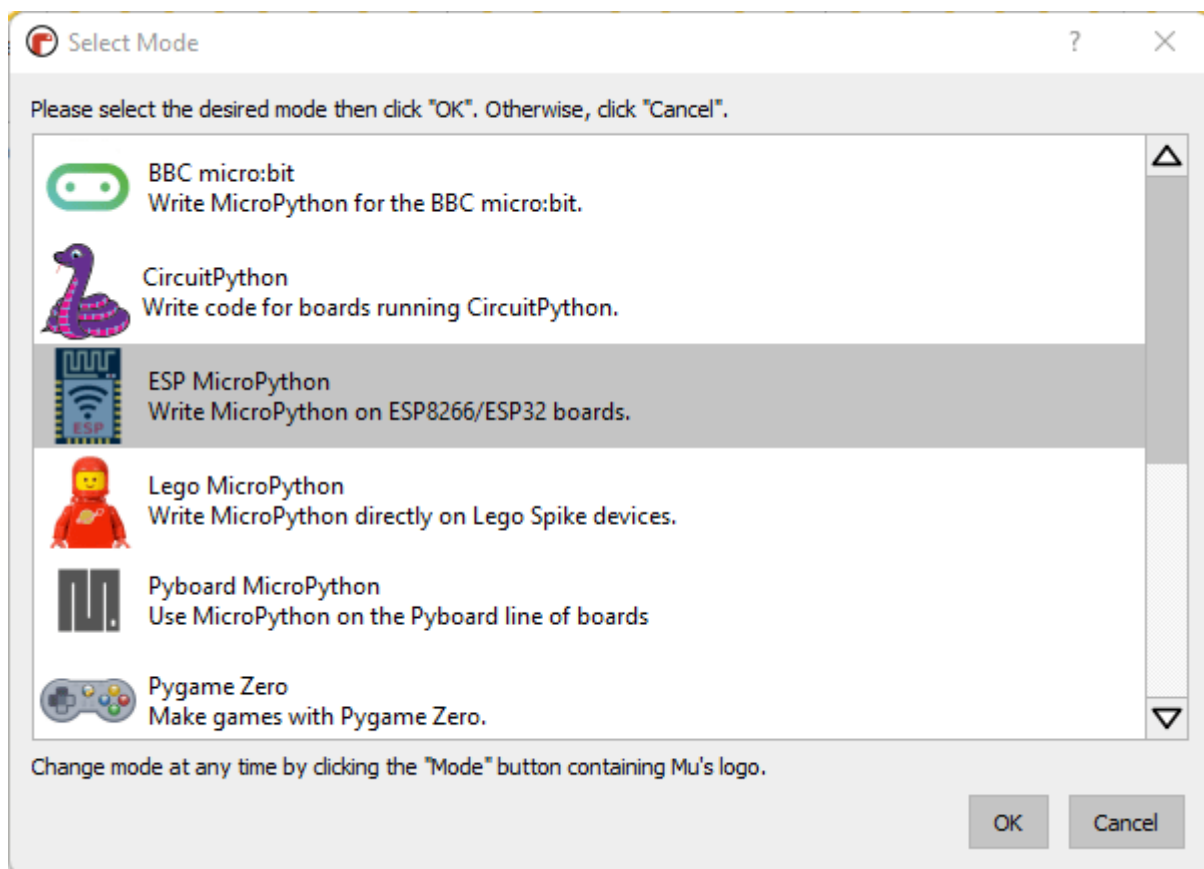 Select Mode
?
Please select the desired mode then click "OK". Otherwise, click "Cancel".
BBC micro:bit
Write MicroPython for the BBC micro:bit.
CircuitPython
Write code for boards running CircuitPython.
ESP
ESP MicroPython
Write MicroPython on ESP8266/ESP32 boards.
Lego MicroPython
Write MicroPython directly on Lego Spike devices.
Pyboard MicroPython
Use MicroPython on the Pyboard line of boards
Pygame Zero
Make games with Pygame Zero.
Change mode at any time by clicking the "Mode" button containing Mu's logo.
OK Cancel